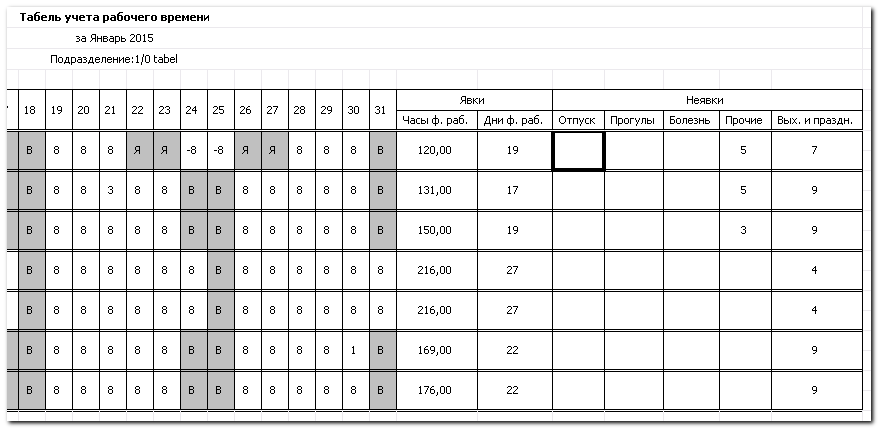 Табель учета рабочего времени
за Январь 2015
Подразделение:1/0 tabel
18 19 20 21 22 23 24 25 26 27 28 29 30 31 Явки Неявки
Часы ф. раб. Дни ф. раб. Отпуск Прогулы Болезнь Прочие Вых. и праздн.
В 8 8 8 Я Я -8 -8 Я Я 8 8 8 В 120,00 19 5 7
В 8 8 3 8 8 В В 8 8 8 8 8 В 131,00 17 5 9
В 8 8 8 8 8 В В 8 8 8 8 8 В 150,00 19 3 9
В 8 8 8 8 8 8 В 8 8 8 8 8 8 216,00 27 4
В 8 8 8 8 8 8 В 8 8 8 8 8 8 216,00 27 4
В 8 8 8 8 8 В В 8 8 8 8 1 В 169,00 22 9
В 8 8 8 8 8 В В 8 8 8 8 8 В 176,00 22 9